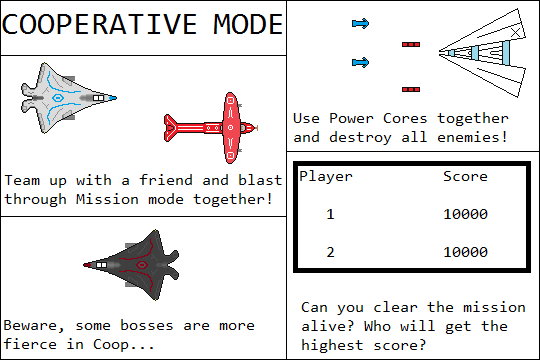 COOPERATIVE MODE
Team up with a friend and blast
through Mission mode together!
Beware, some bosses are more
fierce in Coop...
Use Power Cores together
and destroy all enemies!
Player Score
1 10000
2 10000
Can you clear the mission
alive? Who will get the
highest score?